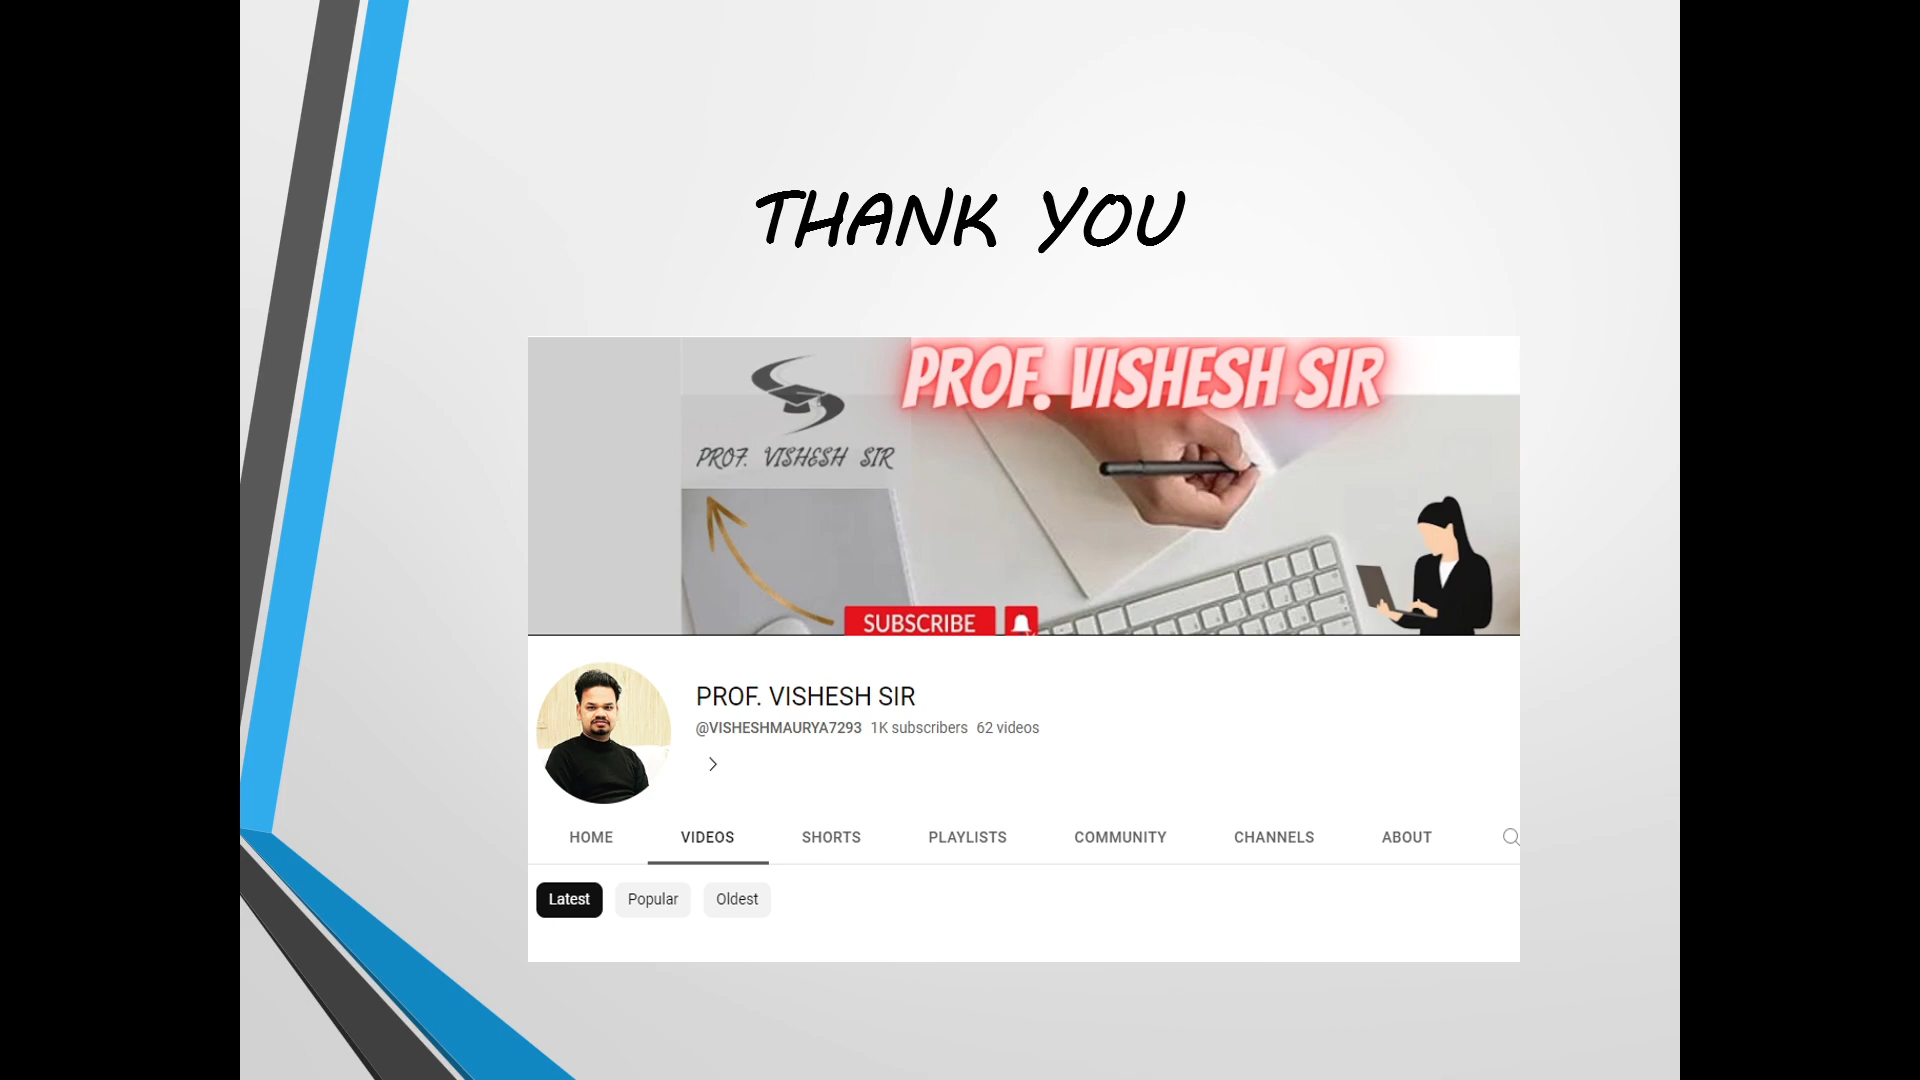 THANK YOU
PROF. VISHESH SIR
PROF. VISHESH SIR
SUBSCRIBE
PROF. VISHESH SIR
@VISHESHMAURYA7293 1K subscribers 62 videos
HOME VIDEOS SHORTS PLAYLISTS COMMUNITY CHANNELS ABOUT
Latest Popular Oldest